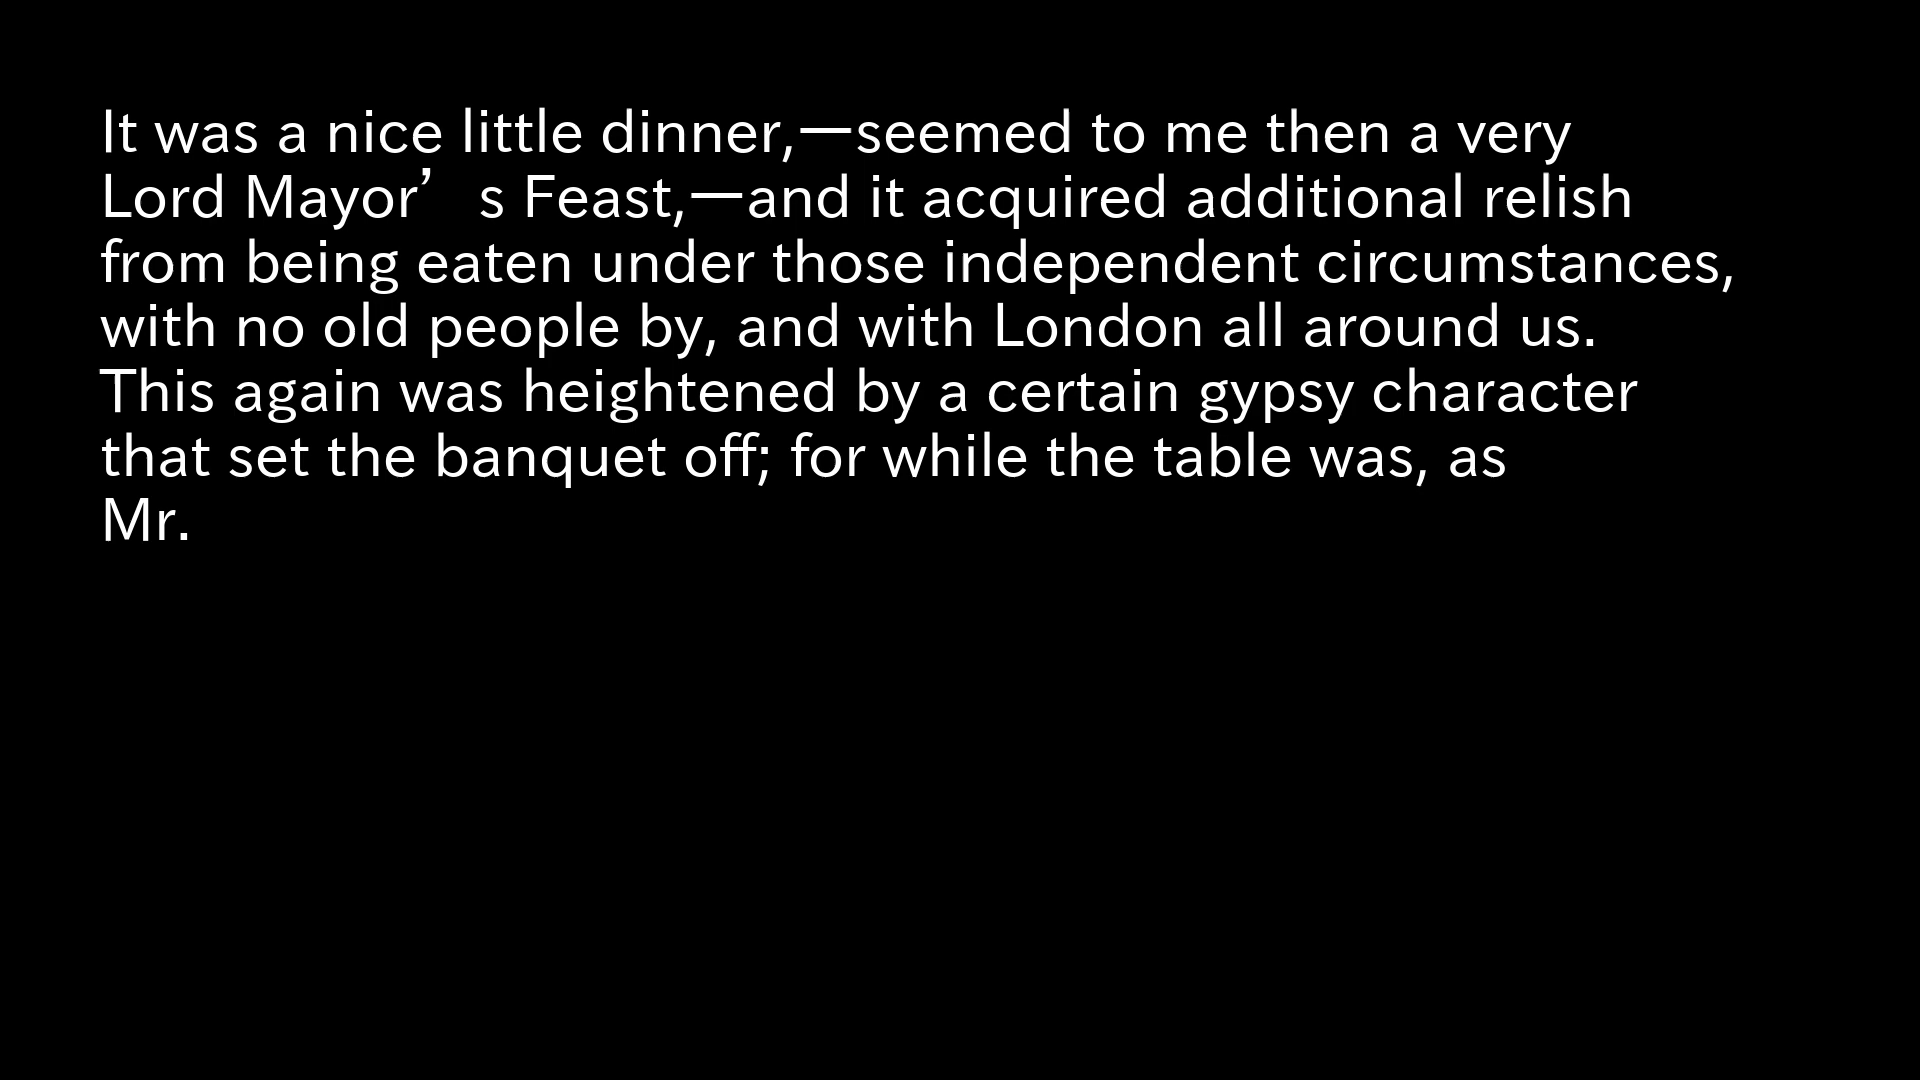 It was a nice little dinner,—seemed to me then a very
Lord Mayor’s Feast,—and it acquired additional relish
from being eaten under those independent circumstances,
with no old people by, and with London all around us.
This again was heightened by a certain gypsy character
that set the banquet off; for while the table was, as
Mr.